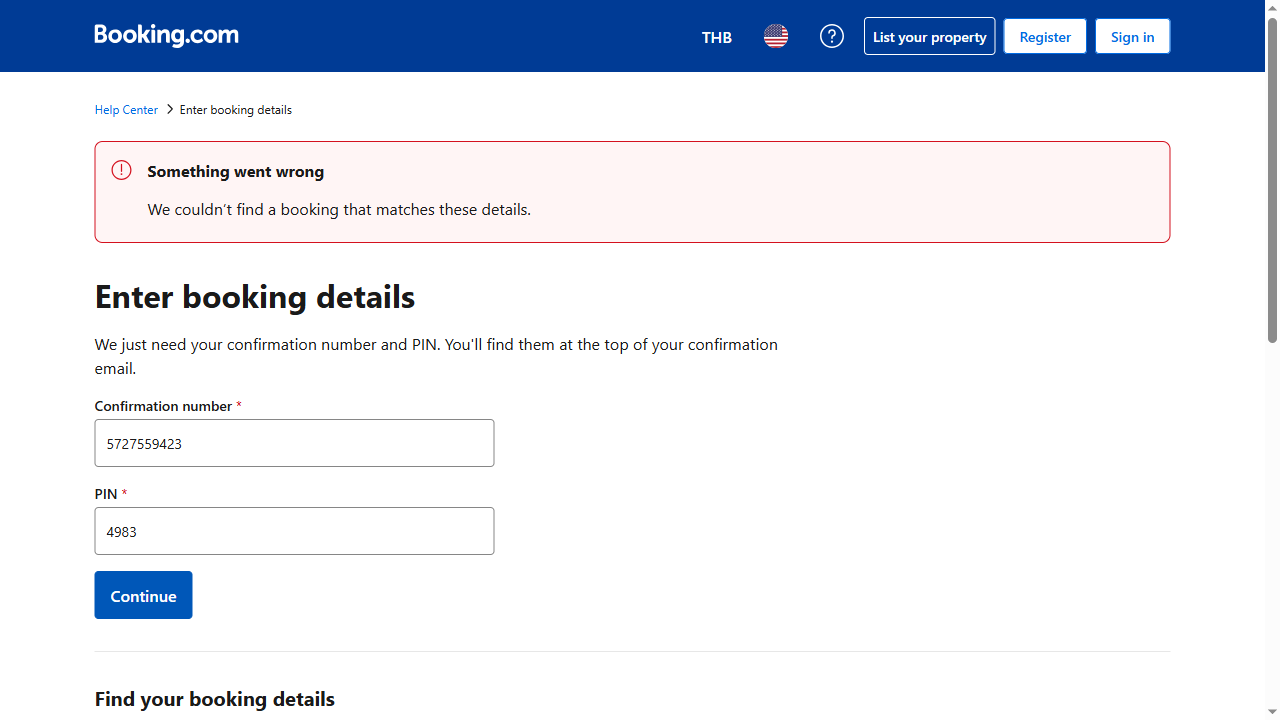 Booking.com
THB
List your property
Register
Sign in
Help Center
Enter booking details
Something went wrong
We couldn't find a booking that matches these details.
Enter booking details
We just need your confirmation number and PIN. You'll find them at the top of your confirmation
email.
Confirmation number *
5727559423
PIN *
4983
Continue
Find your booking details